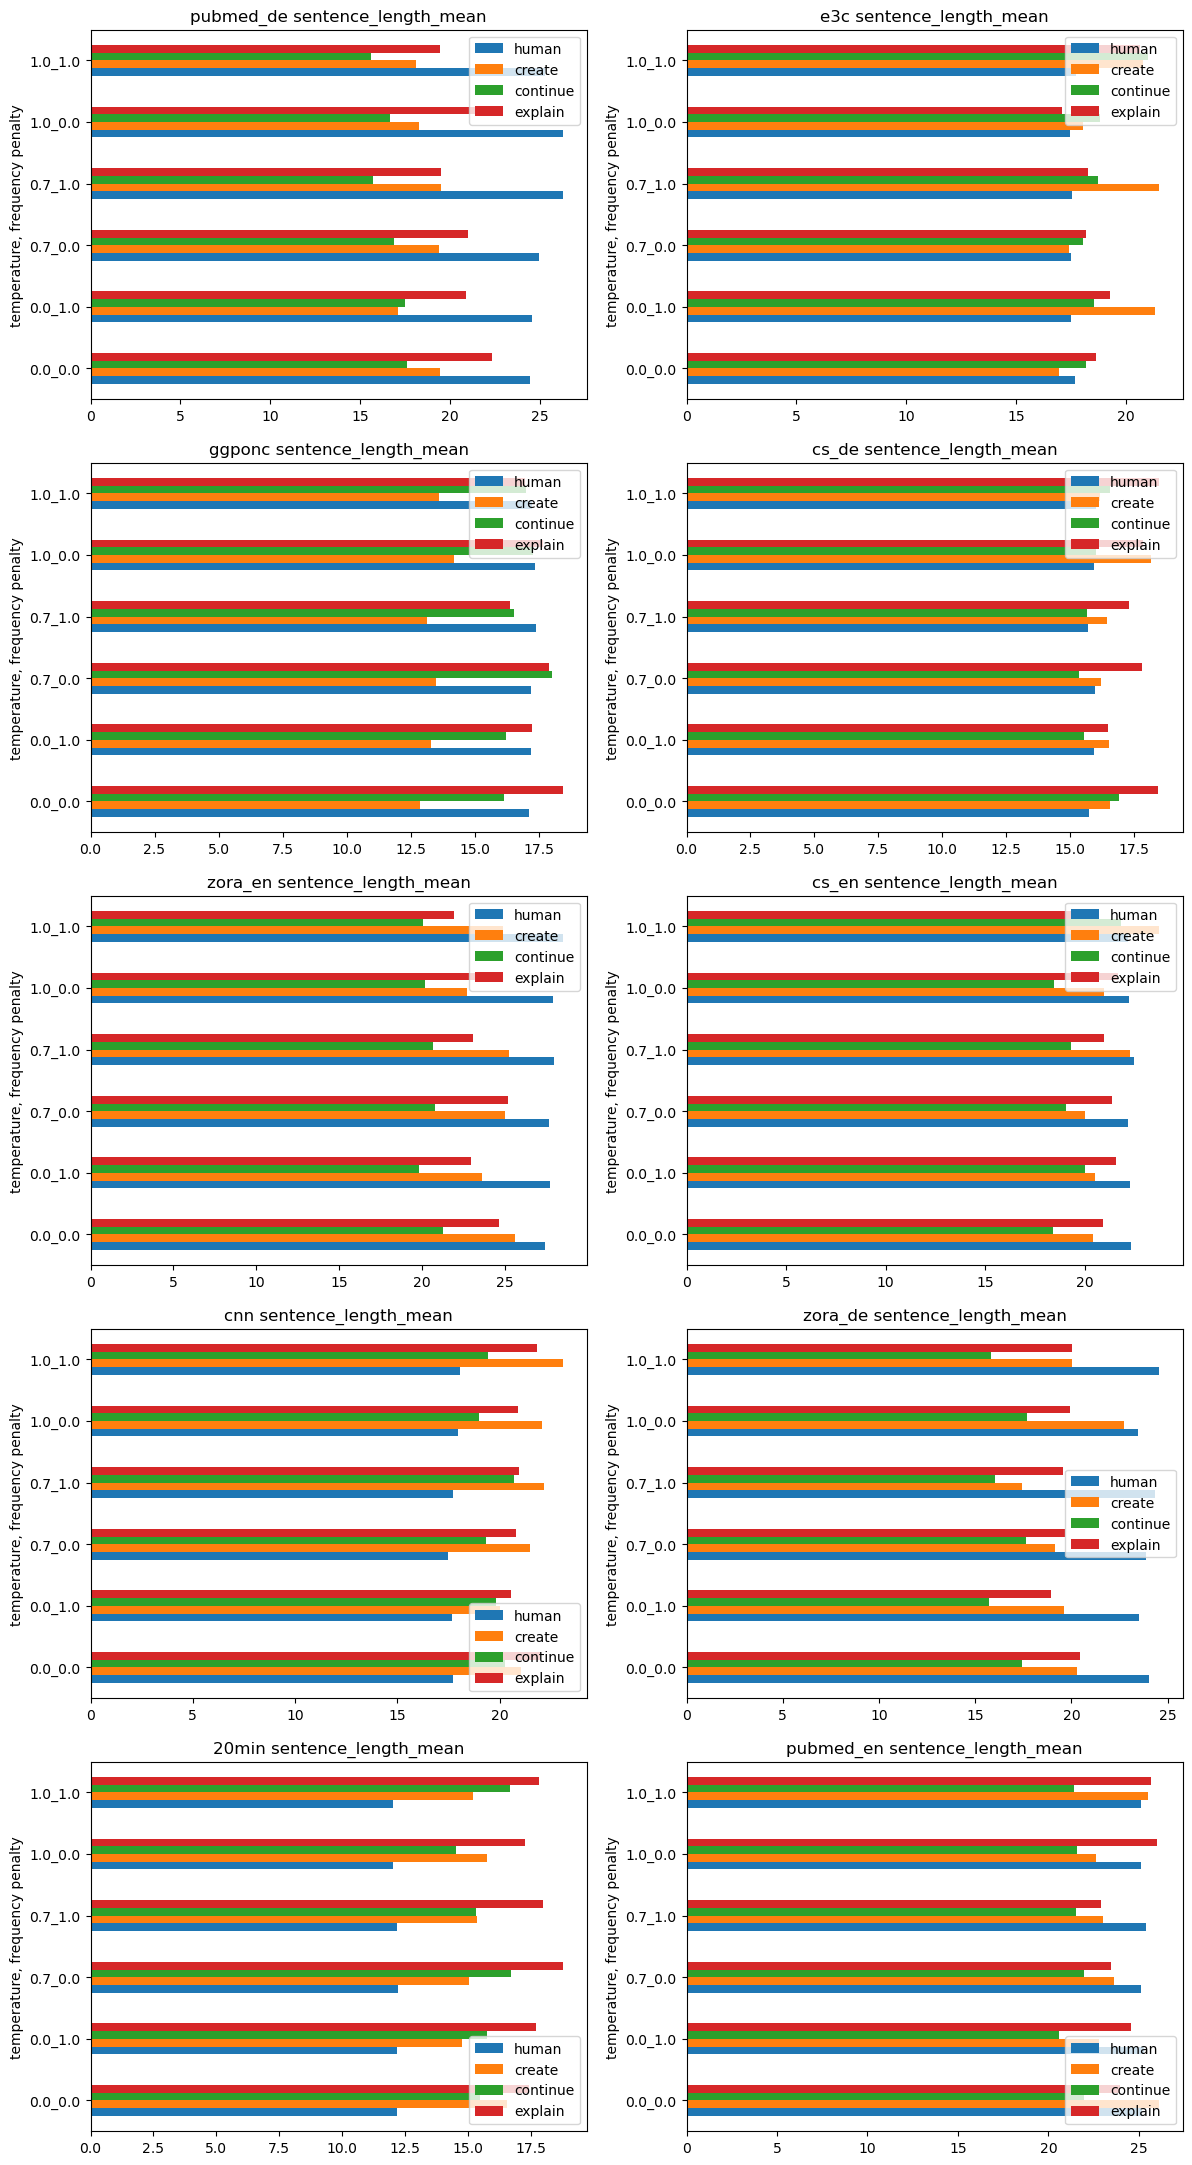 pubmed_de sentence_length_mean
temperature, frequency penalty
1.0_1.0
1.0_0.0
0.7_1.0
0.7_0.0
0.0_1.0
0.0_0.0
0 5 10 15 20 25
human
create
continue
explain
e3c sentence_length_mean
temperature, frequency penalty
1.0_1.0
1.0_0.0
0.7_1.0
0.7_0.0
0.0_1.0
0.0_0.0
0 5 10 15 20
human
create
continue
explain
ggponc sentence_length_mean
temperature, frequency penalty
1.0_1.0
1.0_0.0
0.7_1.0
0.7_0.0
0.0_1.0
0.0_0.0
0.0 2.5 5.0 7.5 10.0 12.5 15.0 17.5
human
create
continue
explain
cs_de sentence_length_mean
temperature, frequency penalty
1.0_1.0
1.0_0.0
0.7_1.0
0.7_0.0
0.0_1.0
0.0_0.0
0.0 2.5 5.0 7.5 10.0 12.5 15.0 17.5
human
create
continue
explain
zora_en sentence_length_mean
temperature, frequency penalty
1.0_1.0
1.0_0.0
0.7_1.0
0.7_0.0
0.0_1.0
0.0_0.0
0 5 10 15 20 25
human
create
continue
explain
cs_en sentence_length_mean
temperature, frequency penalty
1.0_1.0
1.0_0.0
0.7_1.0
0.7_0.0
0.0_1.0
0.0_0.0
0 5 10 15 20
human
create
continue
explain
cnn sentence_length_mean
temperature, frequency penalty
1.0_1.0
1.0_0.0
0.7_1.0
0.7_0.0
0.0_1.0
0.0_0.0
0 5 10 15 20
human
create
continue
explain
zora_de sentence_length_mean
temperature, frequency penalty
1.0_1.0
1.0_0.0
0.7_1.0
0.7_0.0
0.0_1.0
0.0_0.0
0 5 10 15 20 25
human
create
continue
explain
20min sentence_length_mean
temperature, frequency penalty
1.0_1.0
1.0_0.0
0.7_1.0
0.7_0.0
0.0_1.0
0.0_0.0
0.0 2.5 5.0 7.5 10.0 12.5 15.0 17.5
human
create
continue
explain
pubmed_en sentence_length_mean
temperature, frequency penalty
1.0_1.0
1.0_0.0
0.7_1.0
0.7_0.0
0.0_1.0
0.0_0.0
0 5 10 15 20 25
human
create
continue
explain